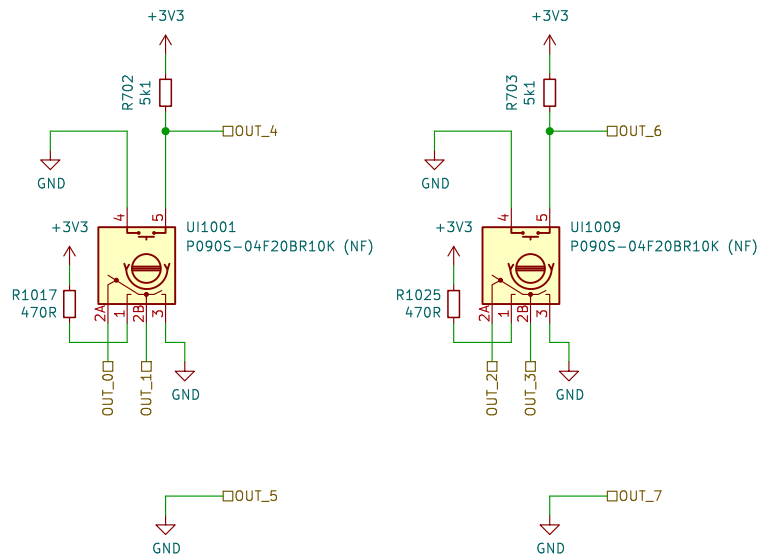 +3V3
+3V3
R702
5k1
R703
5k1
OUT_4
OUT_6
GND
GND
4
5
4
5
UI1001
P090S-04F20BR10K (NF)
UI1009
P090S-04F20BR10K (NF)
+3V3
+3V3
R1017
470R
R1025
470R
2A
1
2B
3
2A
1
2B
3
OUT_0
OUT_1
GND
OUT_2
OUT_3
GND
OUT_5
OUT_7
GND
GND